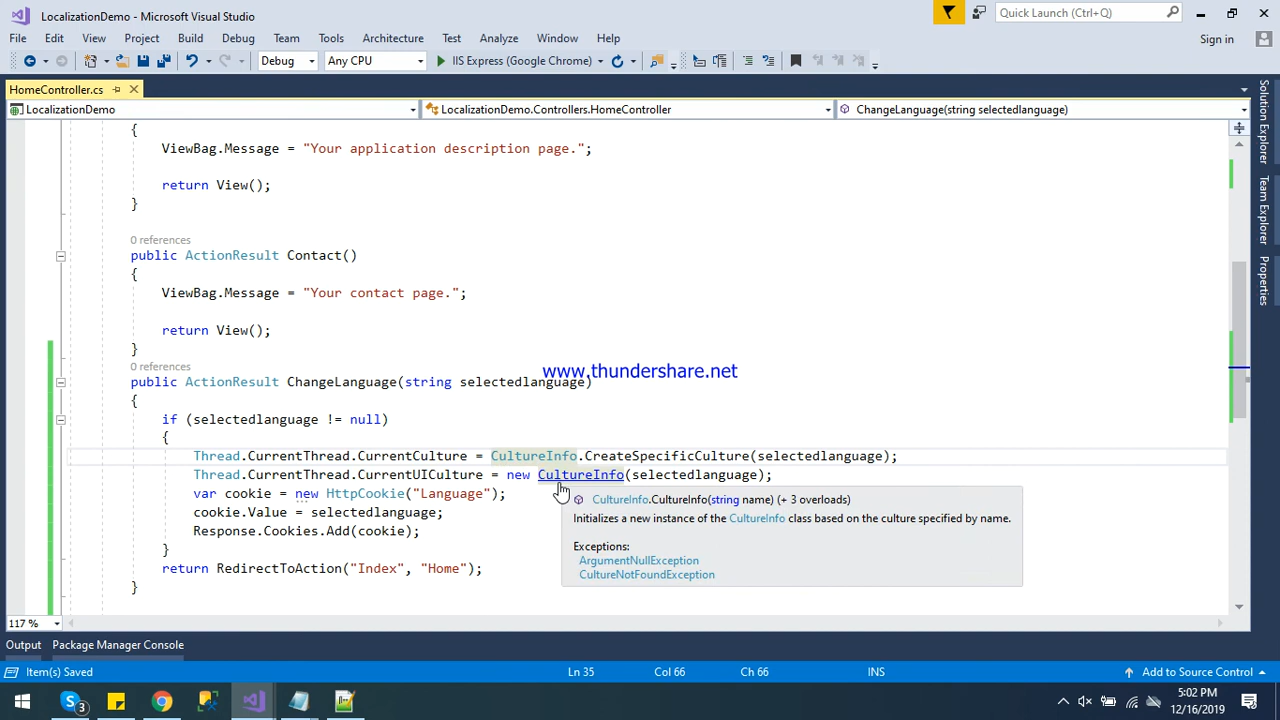 LocalizationDemo - Microsoft Visual Studio
Quick Launch (Ctrl+Q)
File Edit View Project Build Debug Team Tools Architecture Test Analyze Window Help
Sign in
Debug Any CPU IIS Express (Google Chrome)
HomeController.cs
LocalizationDemo LocalizationDemo.Controllers.HomeController ChangeLanguage(string selectedlanguage)
Solution Explorer
Team Explorer
Properties
{
ViewBag.Message = "Your application description page.";
return View();
}
0 references
public ActionResult Contact()
{
ViewBag.Message = "Your contact page.";
return View();
}
0 references
www.thundershare.net
public ActionResult ChangeLanguage(string selectedlanguage)
{
if (selectedlanguage != null)
{
Thread.CurrentThread.CurrentCulture = CultureInfo.CreateSpecificCulture(selectedlanguage);
Thread.CurrentThread.CurrentUICulture = new CultureInfo(selectedlanguage);
var cookie = new HttpCookie("Language");
CultureInfo.CultureInfo(string name) (+ 3 overloads)
cookie.Value = selectedlanguage;
Initializes a new instance of the CultureInfo class based on the culture specified by name.
Response.Cookies.Add(cookie);
Exceptions:
}
ArgumentNullException
return RedirectToAction("Index", "Home");
CultureNotFoundException
}
117 %
Output Package Manager Console
Item(s) Saved Ln 35 Col 66 Ch 66 INS Add to Source Control
3
5:02 PM
12/16/2019